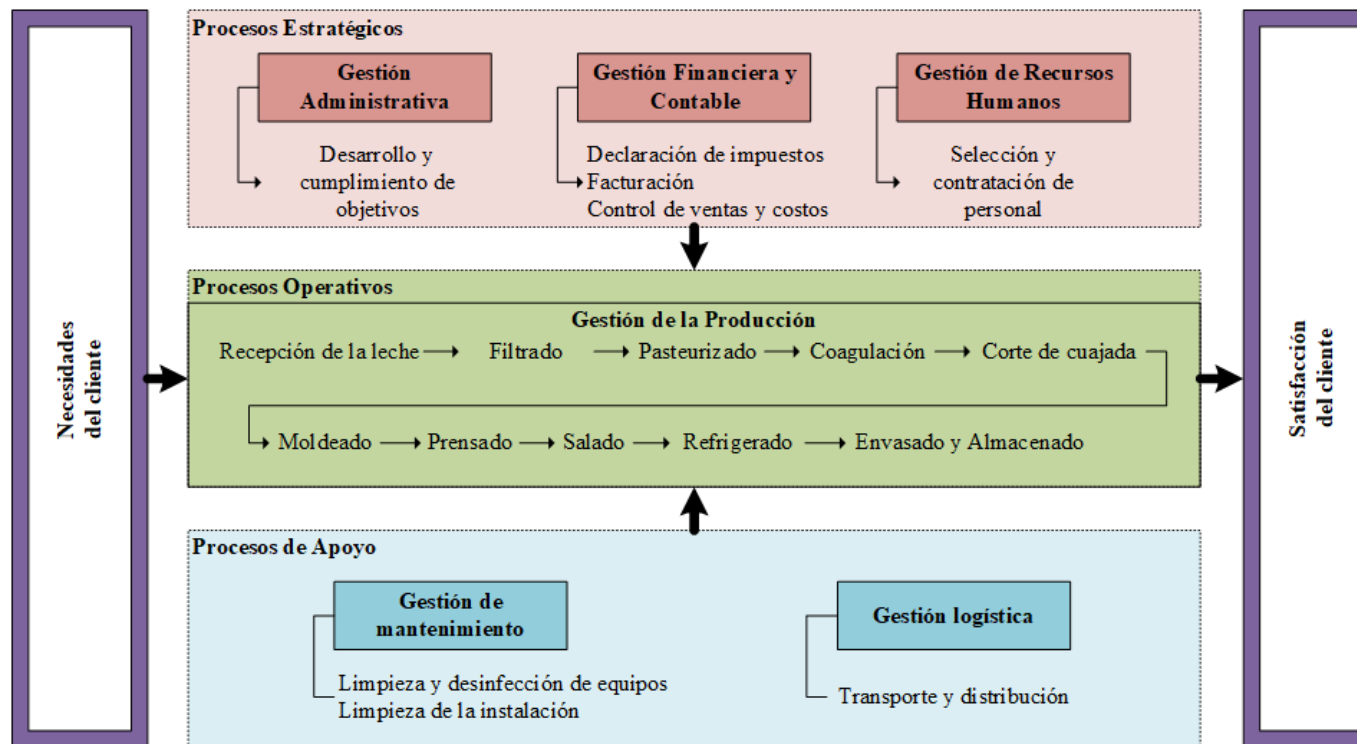 Procesos Estratégicos
Gestión
Administrativa
Desarrollo y
cumplimiento de
objetivos
Gestión Financiera y
Contable
Declaración de impuestos
Facturación
Control de ventas y costos
Gestión de Recursos
Humanos
Selección y
contratación de
personal
Necesidades
del cliente
Procesos Operativos
Gestión de la Producción
Recepción de la leche Filtrado Pasteurizado Coagulación Corte de cuajada
Moldeado Prensado Salado Refrigerado Envasado y Almacenado
Satisfacción
del cliente
Procesos de Apoyo
Gestión de
mantenimiento
Limpieza y desinfección de equipos
Limpieza de la instalación
Gestión logística
Transporte y distribución